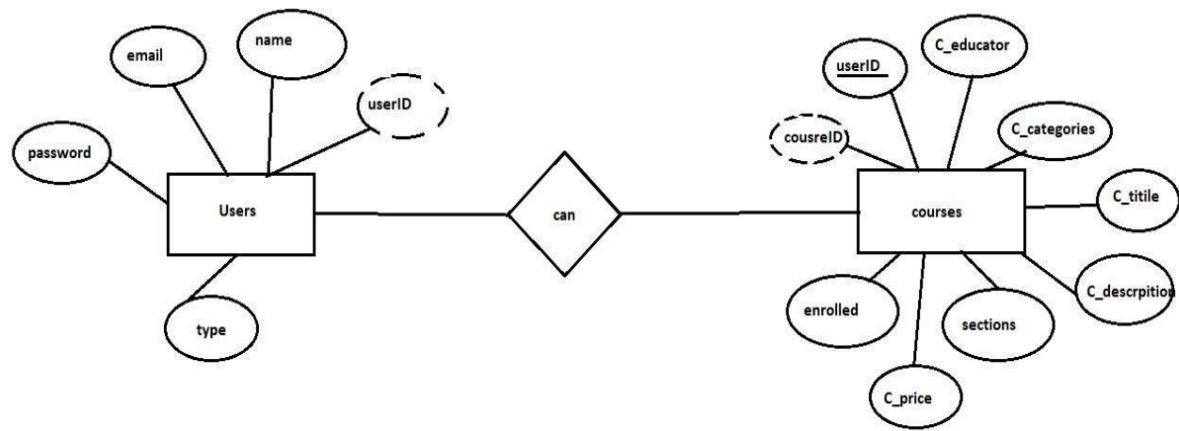 name
email
userID
password
Users
type
can
C_educator
userID
cousreID
C_categories
courses
C_titile
C_descrpition
enrolled
sections
C_price